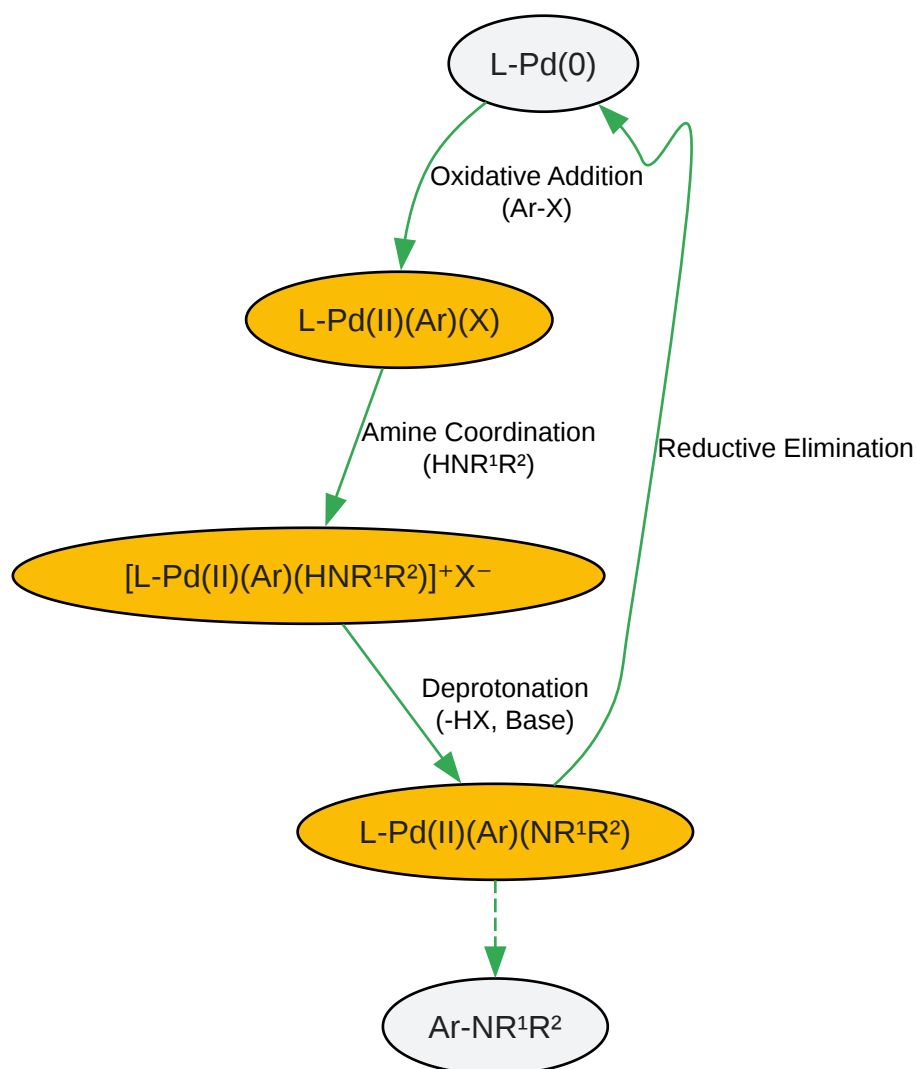 L-Pd(0)
Oxidative Addition
(Ar-X)
L-Pd(II)(Ar)(X)
Amine Coordination
(HNR¹R²)
Reductive Elimination
[L-Pd(II)(Ar)(HNR¹R²)]⁺X⁻
Deprotonation
(-HX, Base)
L-Pd(II)(Ar)(NR¹R²)
Ar-NR¹R²